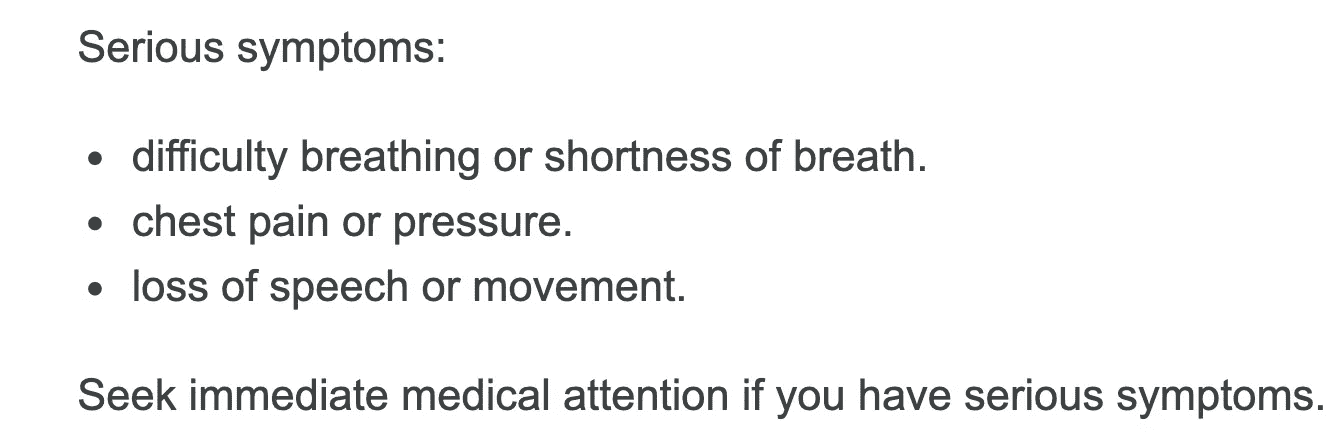 Serious symptoms:
• difficulty breathing or shortness of breath.
• chest pain or pressure.
• loss of speech or movement.
Seek immediate medical attention if you have serious symptoms.